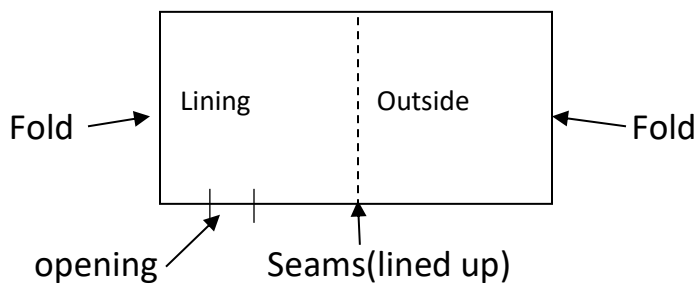 Lining
Outside
Fold
Fold
opening
Seams(lined up)